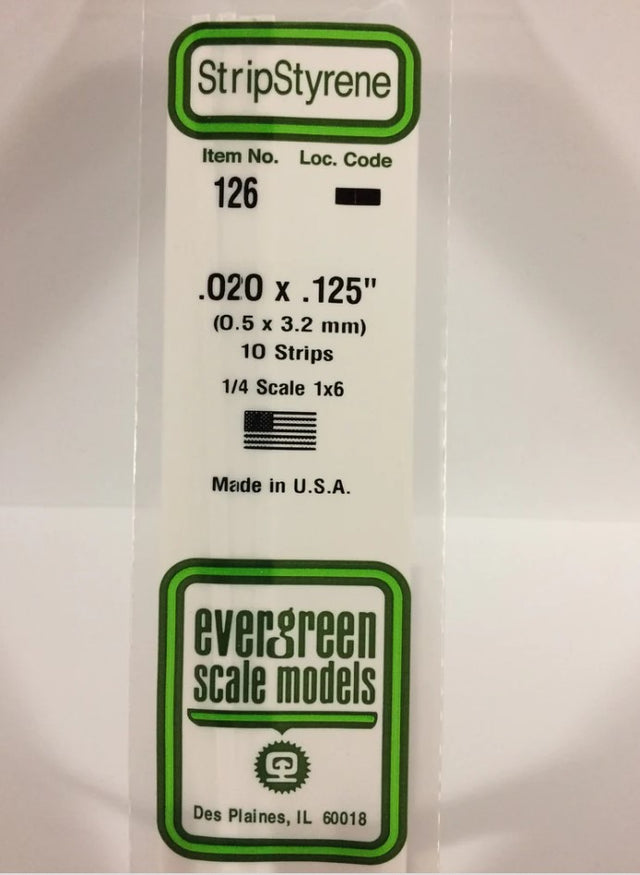 StripStyrene
Item No. Loc. Code
126
.020 x .125"
(0.5 x 3.2 mm)
10 Strips
1/4 Scale 1x6
Made in U.S.A.
evergreen
scale models
Des Plaines, IL 60018